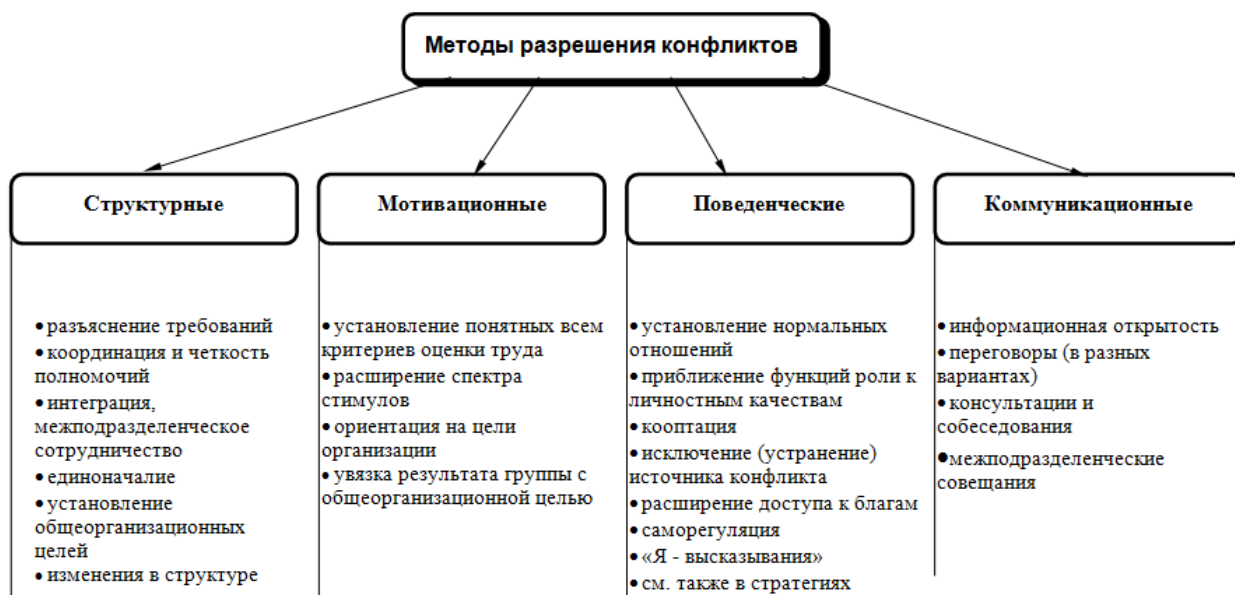 Методы разрешения конфликтов
Структурные
• разъяснение требований
• координация и четкость
полномочий
• интеграция,
межподразделенческое
сотрудничество
• единоначалие
• установление
общеорганизационных
целей
• изменения в структуре
Мотивационные
• установление понятных всем
критериев оценки труда
• расширение спектра
стимулов
• ориентация на цели
организации
• увязка результата группы с
общеорганизационной целью
Поведенческие
• установление нормальных
отношений
• приближение функций роли к
личностным качествам
• кооптация
• исключение (устранение)
источника конфликта
• расширение доступа к благам
• саморегуляция
• «Я - высказывания»
• см. также в стратегиях
Коммуникационные
• информационная открытость
• переговоры (в разных
вариантах)
• консультации и
собеседования
• межподразделенческие
совещания